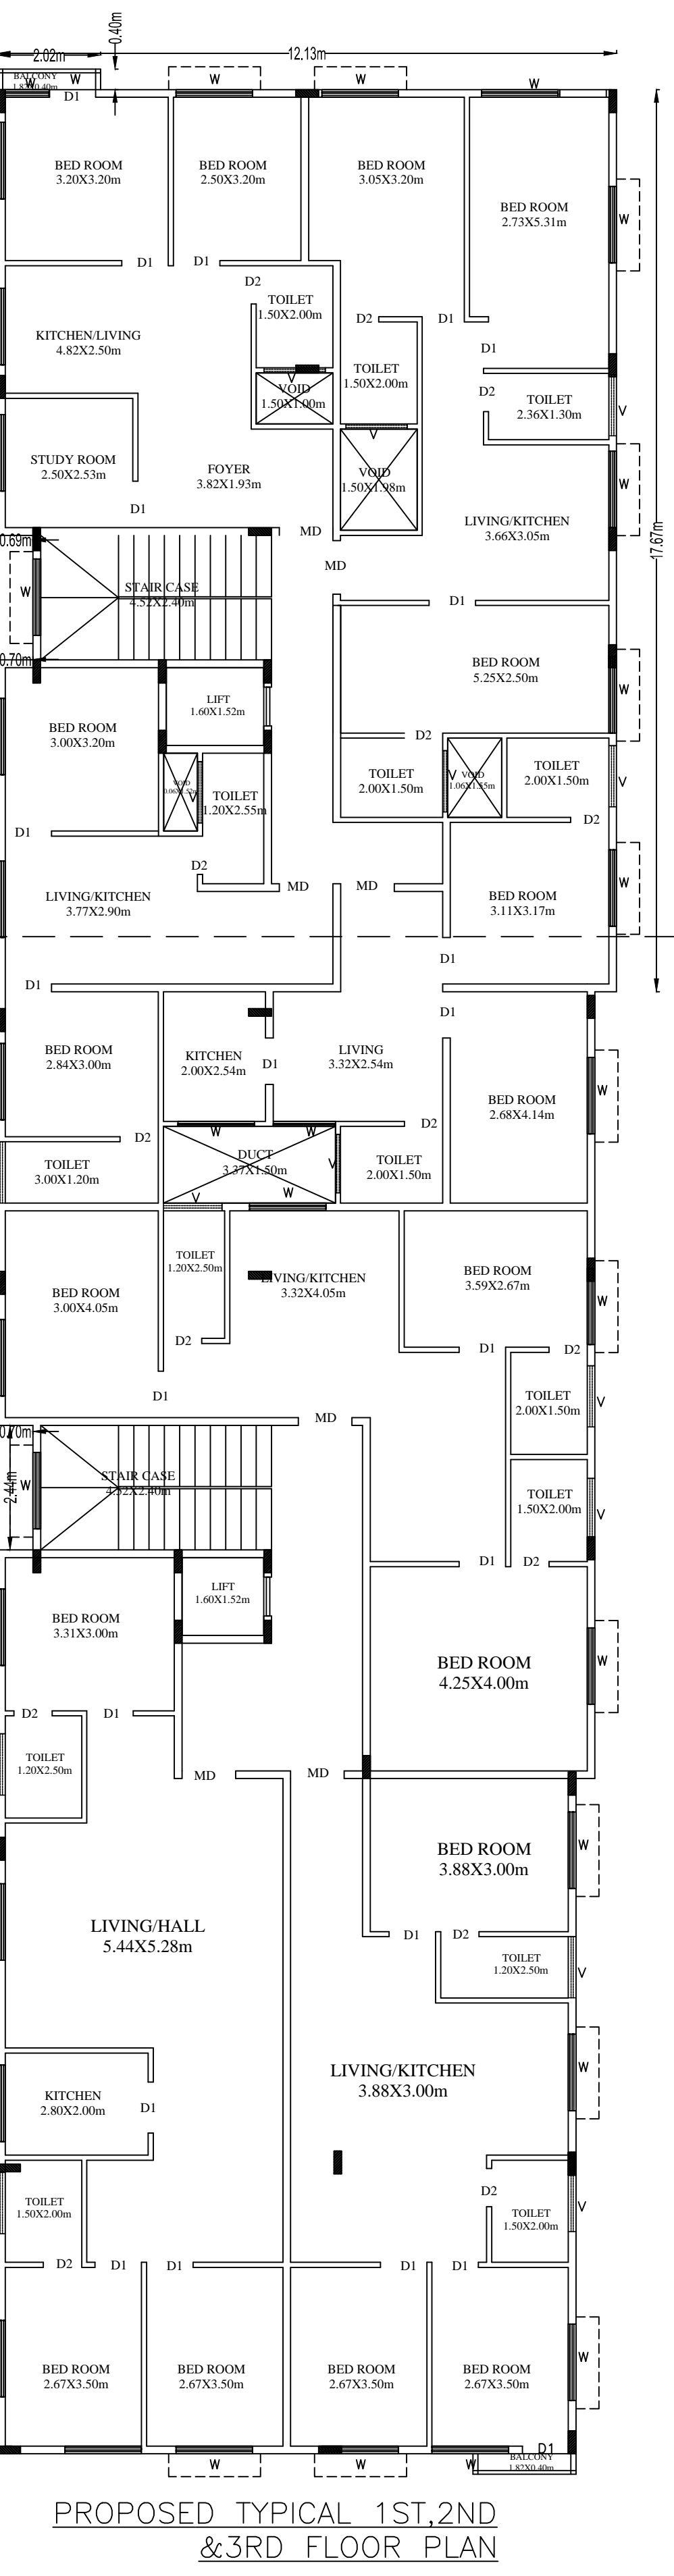 0.40m
2.02m
12.13m
BALCONY
W
W
W
W
W
1.82X0.40m
D1
BED ROOM
3.20X3.20m
BED ROOM
2.50X3.20m
BED ROOM
3.05X3.20m
BED ROOM
2.73X5.31m
W
D1
D1
D2
TOILET
1.50X2.00m
D2
D1
KITCHEN/LIVING
4.82X2.50m
D1
TOILET
1.50X2.00m
V
VOID
1.50X1.00m
D2
TOILET
2.36X1.30m
V
V
STUDY ROOM
2.50X2.53m
FOYER
3.82X1.93m
VOID
1.50X1.98m
W
D1
LIVING/KITCHEN
3.66X3.05m
MD
17.67m
0.69m
MD
W
STAIR CASE
4.52X2.40m
D1
0.70m
BED ROOM
5.25X2.50m
W
LIFT
1.60X1.52m
BED ROOM
3.00X3.20m
D2
TOILET
2.00X1.50m
V
VOID
1.06X1.55m
TOILET
2.00X1.50m
V
VOID
V
TOILET
1.20X2.55m
D1
D2
D2
MD
MD
LIVING/KITCHEN
3.77X2.90m
BED ROOM
3.11X3.17m
W
D1
D1
D1
BED ROOM
2.84X3.00m
KITCHEN
2.00X2.54m
D1
LIVING
3.32X2.54m
BED ROOM
2.68X4.14m
W
D2
D2
W
W
TOILET
3.00X1.20m
DUCT
3.37X1.50m
V
TOILET
2.00X1.50m
V
W
TOILET
1.20X2.50m
LIVING/KITCHEN
3.32X4.05m
BED ROOM
3.59X2.67m
BED ROOM
3.00X4.05m
W
D2
D1
D2
D1
TOILET
2.00X1.50m
V
MD
0.70m
2.44m
W
STAIR CASE
4.52X2.40m
TOILET
1.50X2.00m
V
D1
D2
LIFT
1.60X1.52m
BED ROOM
3.31X3.00m
BED ROOM
4.25X4.00m
W
D2
D1
TOILET
1.20X2.50m
MD
MD
BED ROOM
3.88X3.00m
W
LIVING/HALL
5.44X5.28m
D1
D2
TOILET
1.20X2.50m
V
LIVING/KITCHEN
3.88X3.00m
W
KITCHEN
2.80X2.00m
D1
TOILET
1.50X2.00m
D2
TOILET
1.50X2.00m
V
D2
D1
D1
D1
D1
BED ROOM
2.67X3.50m
BED ROOM
2.67X3.50m
BED ROOM
2.67X3.50m
BED ROOM
2.67X3.50m
W
D1
W
W
W
BALCONY
1.82X0.40m
PROPOSED TYPICAL 1ST,2ND
&3RD FLOOR PLAN